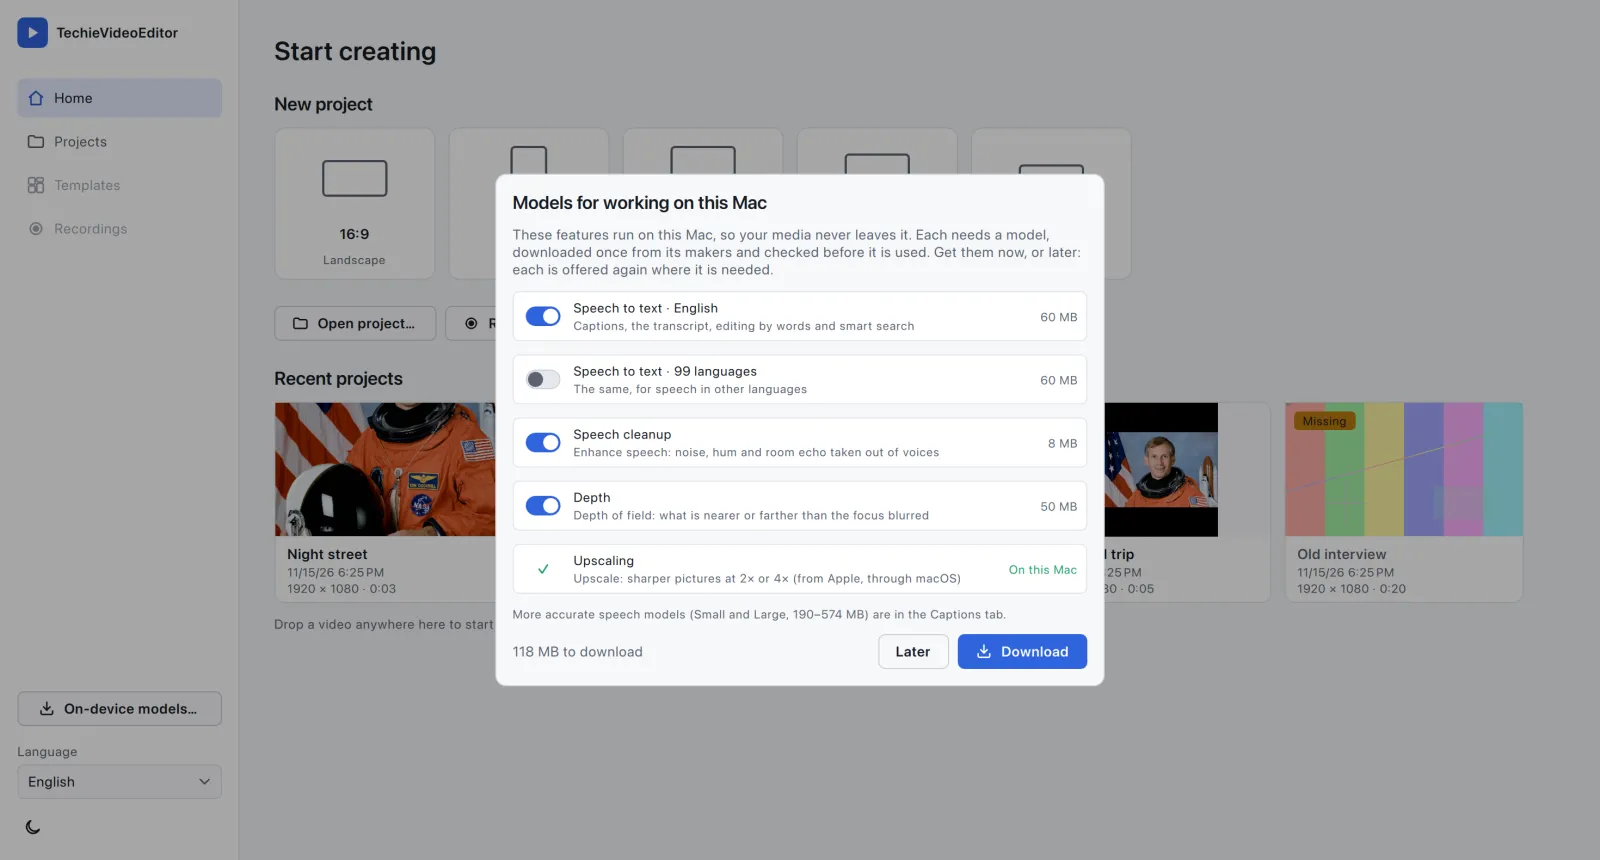 TechieVideoEditor
Home
Projects
Templates
Recordings
On-device models...
Language
English
Start creating
New project
16:9
Landscape
Open project...
R
Recent projects
Night street
11/15/26 6:25 PM
1920 × 1080 · 0:03
trip
:25 PM
80 · 0:05
Missing
Old interview
11/15/26 6:25 PM
1920 × 1080 · 0:20
Drop a video anywhere here to start
Models for working on this Mac
These features run on this Mac, so your media never leaves it. Each needs a model,
downloaded once from its makers and checked before it is used. Get them now, or later:
each is offered again where it is needed.
Speech to text · English
Captions, the transcript, editing by words and smart search
60 MB
Speech to text · 99 languages
The same, for speech in other languages
60 MB
Speech cleanup
Enhance speech: noise, hum and room echo taken out of voices
8 MB
Depth
Depth of field: what is nearer or farther than the focus blurred
50 MB
Upscaling
Upscale: sharper pictures at 2× or 4× (from Apple, through macOS)
On this Mac
More accurate speech models (Small and Large, 190–574 MB) are in the Captions tab.
118 MB to download
Later
Download